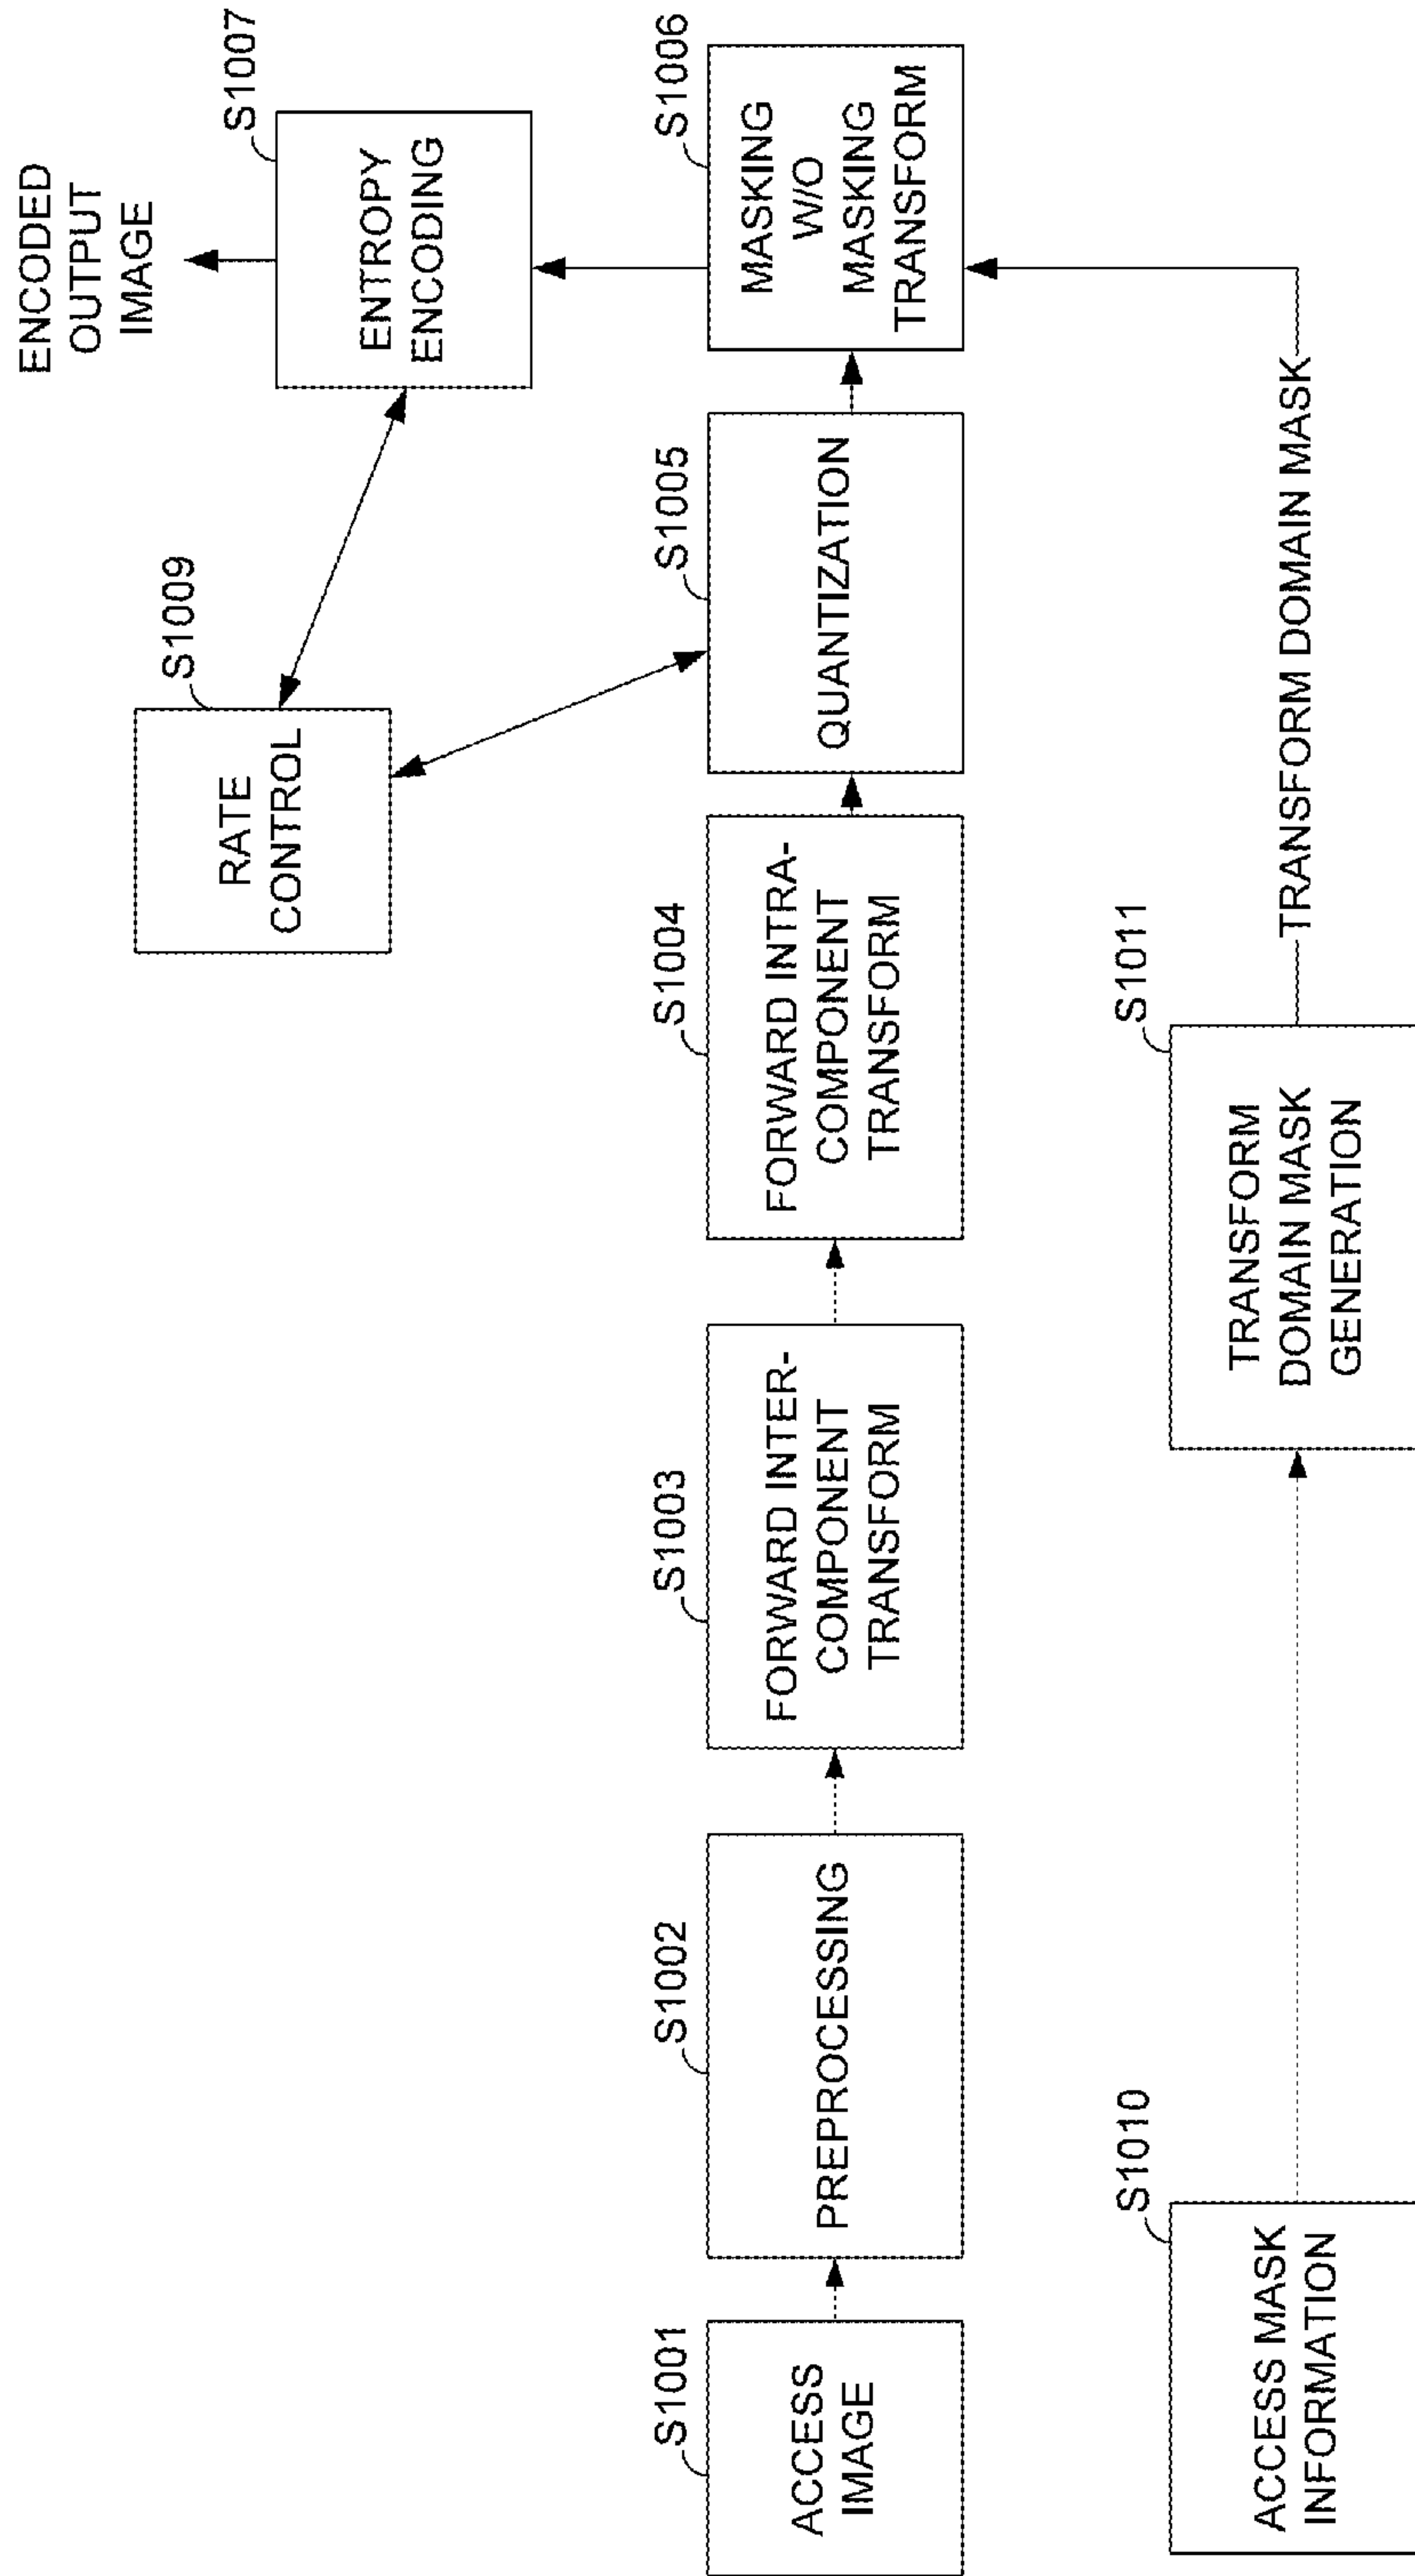 ENCODED
OUTPUT
IMAGE
S1009
RATE
CONTROL
S1007
ENTROPY
ENCODING
S1001
ACCESS
IMAGE
S1002
PREPROCESSING
S1003
FORWARD INTER-
COMPONENT
TRANSFORM
S1004
FORWARD INTRA-
COMPONENT
TRANSFORM
S1005
QUANTIZATION
S1006
MASKING
W/O
MASKING
TRANSFORM
S1010
ACCESS MASK
INFORMATION
S1011
TRANSFORM
DOMAIN MASK
GENERATION
TRANSFORM DOMAIN MASK